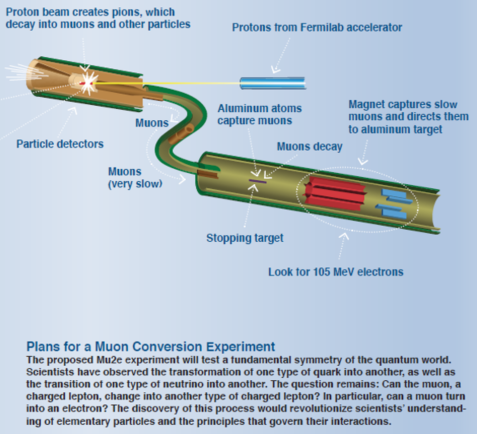 Proton beam creates pions, which
decay into muons and other particles
Protons from Fermilab accelerator
Aluminum atoms
capture muons
Magnet captures slow
muons and directs them
to aluminum target
Muons
Particle detectors
Muons decay
Muons
(very slow)
Stopping target
Look for 105 MeV electrons
Plans for a Muon Conversion Experiment
The proposed Mu2e experiment will test a fundamental symmetry of the quantum world.
Scientists have observed the transformation of one type of quark into another, as well as
the transition of one type of neutrino into another. The question remains: Can the muon, a
charged lepton, change into another type of charged lepton? In particular, can a muon turn
into an electron? The discovery of this process would revolutionize scientists' understand-
ing of elementary particles and the principles that govern their interactions.